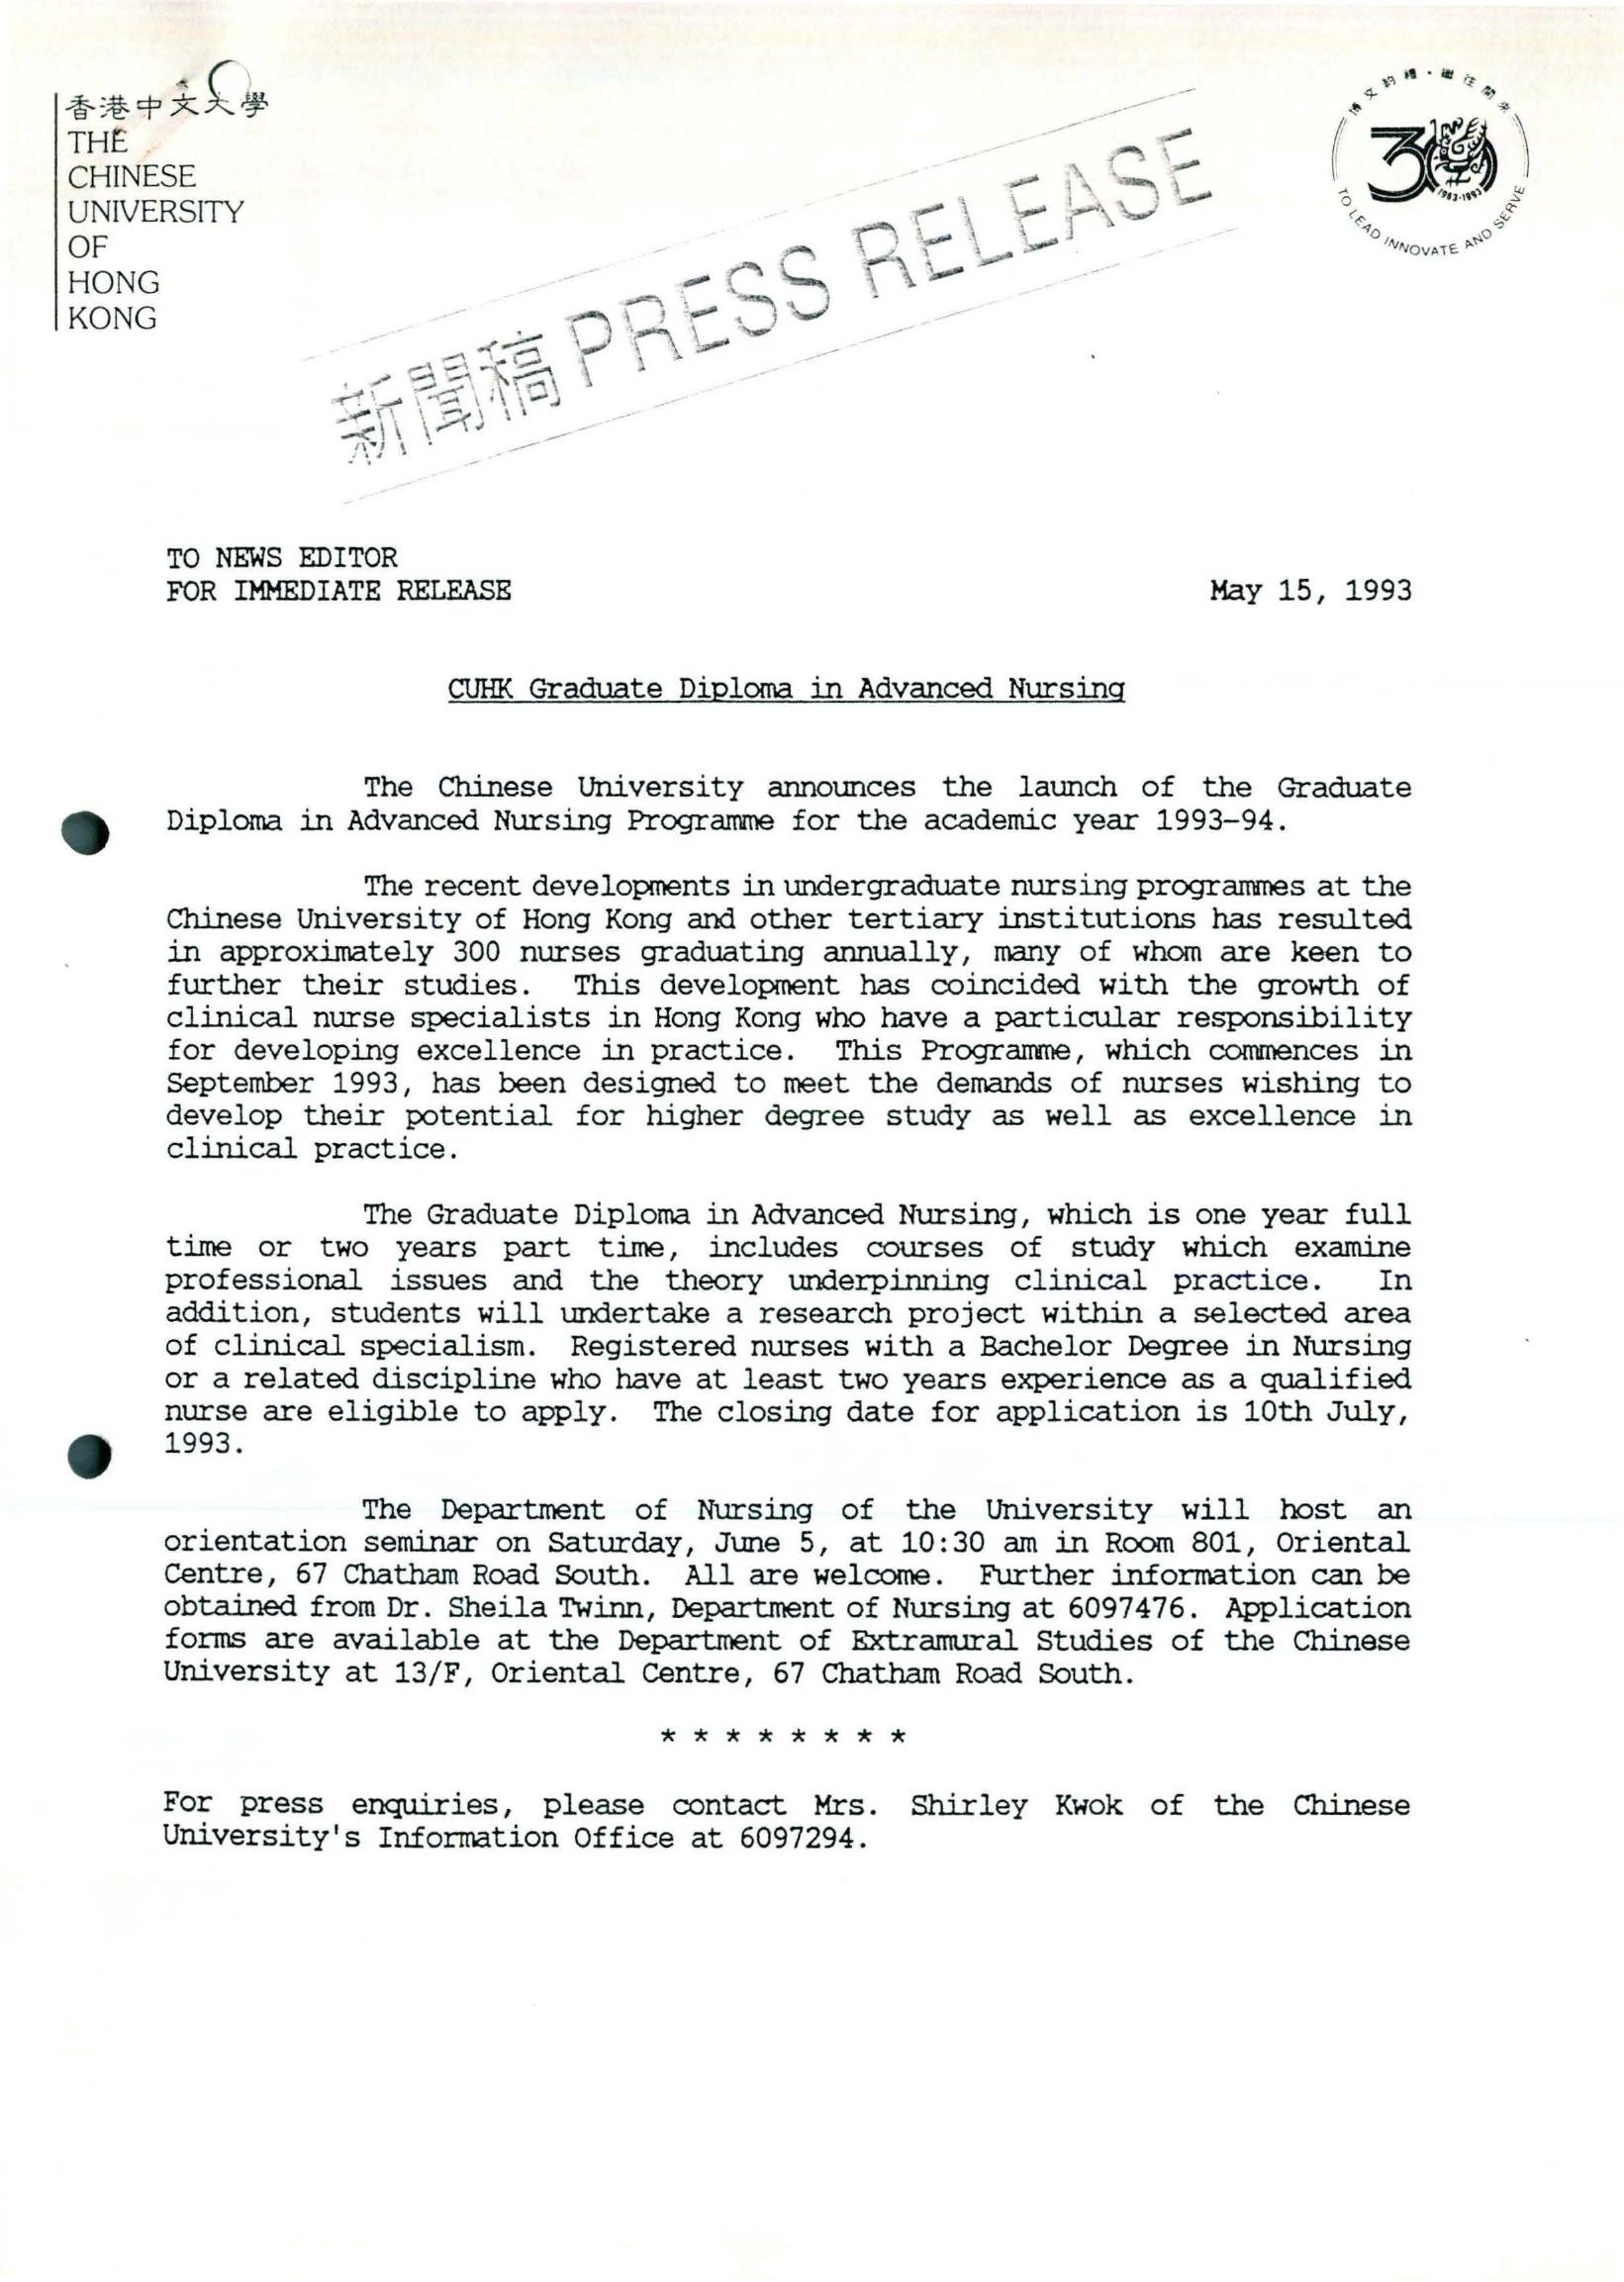 香港中文大學
THE
CHINESE
UNIVERSITY
OF
HONG
KONG
新聞稿 PRESS RELEASE
博文約禮·繼往開來
30
1963-1993
TO LEAD INNOVATE AND SERVE
TO NEWS EDITOR
FOR IMMEDIATE RELEASE May 15, 1993
CUHK Graduate Diploma in Advanced Nursing
The Chinese University announces the launch of the Graduate
Diploma in Advanced Nursing Programme for the academic year 1993-94.
The recent developments in undergraduate nursing programmes at the
Chinese University of Hong Kong and other tertiary institutions has resulted
in approximately 300 nurses graduating annually, many of whom are keen to
further their studies. This development has coincided with the growth of
clinical nurse specialists in Hong Kong who have a particular responsibility
for developing excellence in practice. This Programme, which commences in
September 1993, has been designed to meet the demands of nurses wishing to
develop their potential for higher degree study as well as excellence in
clinical practice.
The Graduate Diploma in Advanced Nursing, which is one year full
time or two years part time, includes courses of study which examine
professional issues and the theory underpinning clinical practice. In
addition, students will undertake a research project within a selected area
of clinical specialism. Registered nurses with a Bachelor Degree in Nursing
or a related discipline who have at least two years experience as a qualified
nurse are eligible to apply. The closing date for application is 10th July,
1993.
The Department of Nursing of the University will host an
orientation seminar on Saturday, June 5, at 10:30 am in Room 801, Oriental
Centre, 67 Chatham Road South. All are welcome. Further information can be
obtained from Dr. Sheila Twinn, Department of Nursing at 6097476. Application
forms are available at the Department of Extramural Studies of the Chinese
University at 13/F, Oriental Centre, 67 Chatham Road South.
* * * * * * * *
For press enquiries, please contact Mrs. Shirley Kwok of the Chinese
University's Information Office at 6097294.